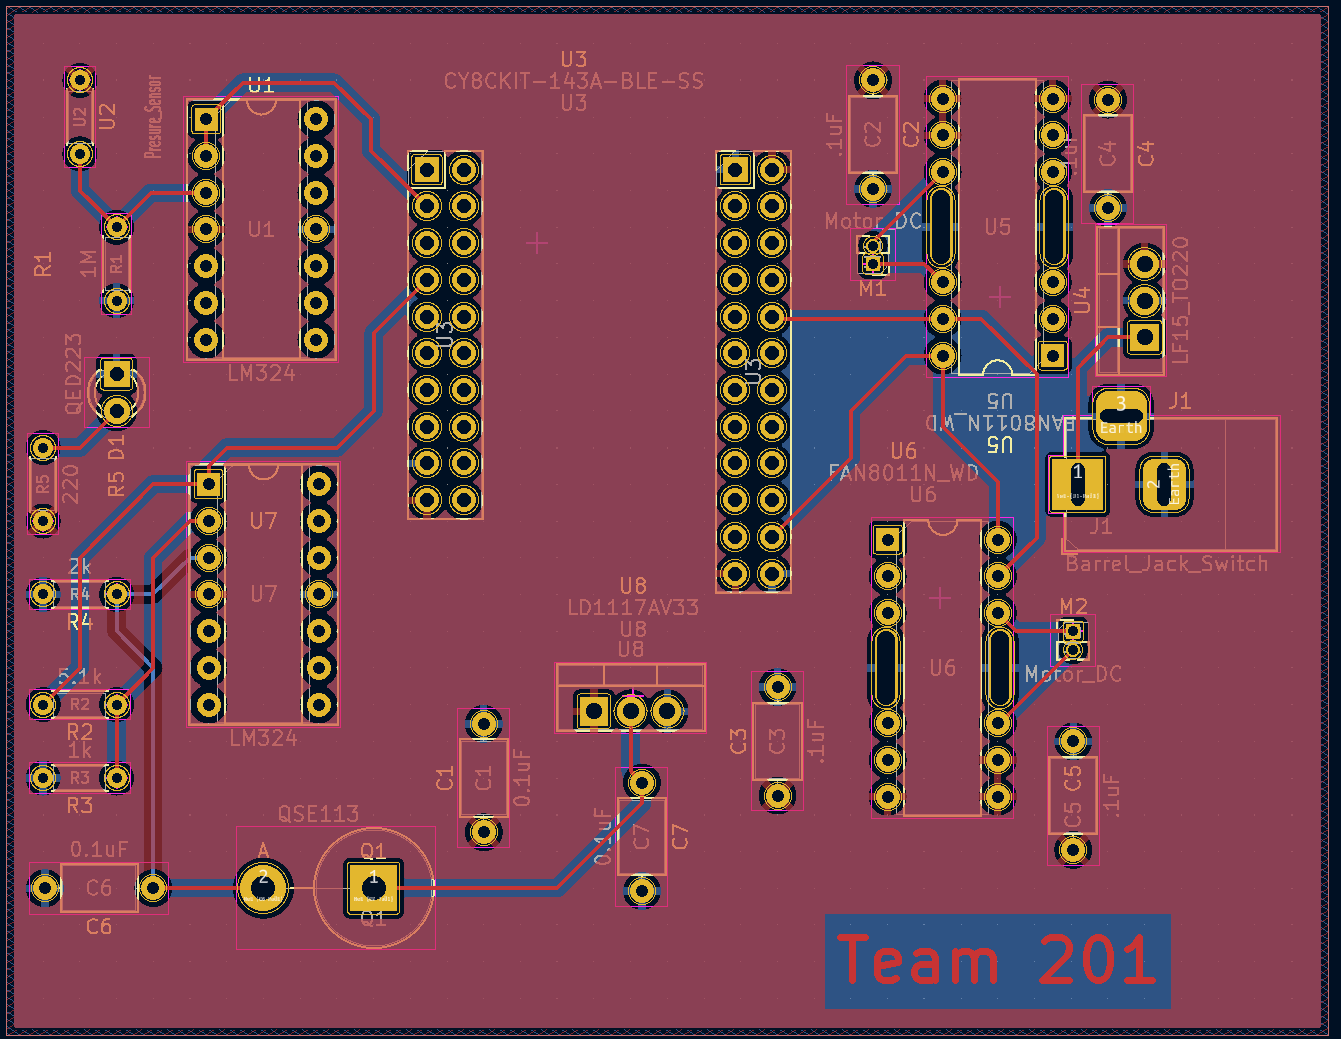 U3
CY8CKIT-143A-BLE-SS
U3
U2
U2
Presure_Sensor
U1
U1
LM324
R1
1M
R1
QED223
D1
R5
220
R5
U3
U3
.1uF
C2
C2
Motor_DC
M1
U5
.1uF
C4
C4
U4
LF15_TO220
U5
FAN8011N_WD
U5
3
Earth
J1
1
2
Earth
J1
Barrel_Jack_Switch
U6
FAN8011N_WD
U6
U7
U7
LM324
2k
R4
R4
5.1k
R2
R2
1k
R3
R3
U8
LD1117AV33
U8
U8
M2
Motor_DC
U6
C1
C1
0.1uF
C3
C3
.1uF
C5
C5
.1uF
0.1uF
C7
C7
QSE113
A
2
Q1
1
Q1
0.1uF
C6
C6
Team 201